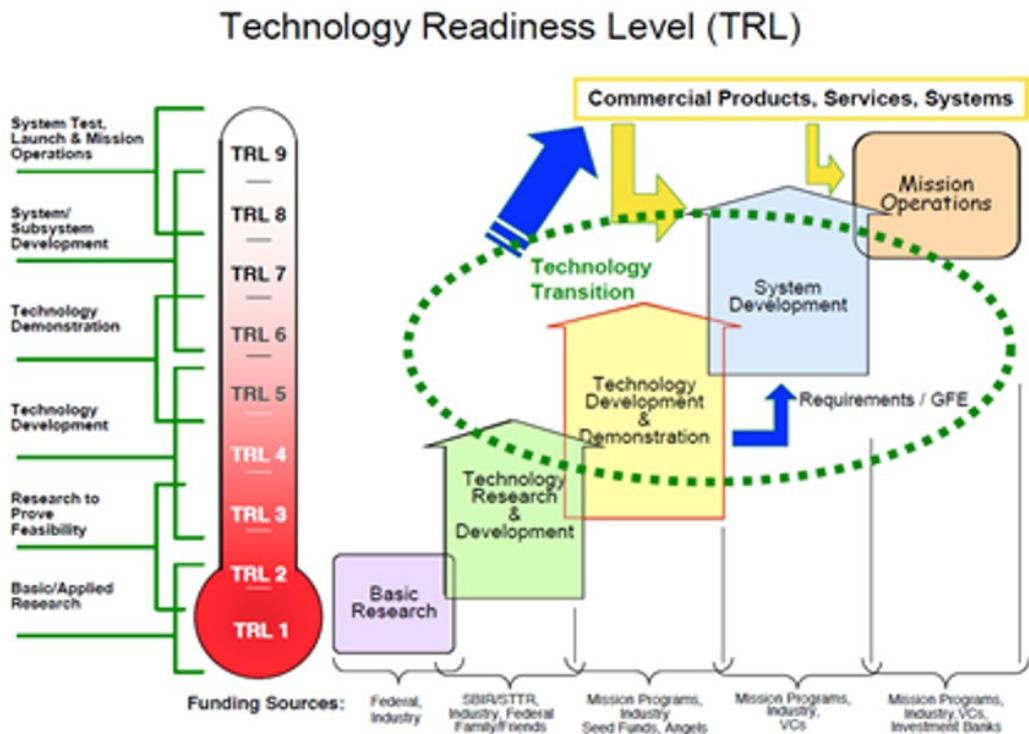 Technology Readiness Level (TRL)
Commercial Products, Services, Systems
System Test,
Launch & Mission
Operations
System/
Subsystem
Development
Technology
Demonstration
Technology
Development
Research to
Prove
Feasibility
Basic/Applied
Research
TRL 9
TRL 8
TRL 7
TRL 6
TRL 5
TRL 4
TRL 3
TRL 2
TRL 1
Mission
Operations
Technology
Transition
System
Development
Technology
Development
&
Demonstration
Requirements / GFE
Technology
Research
&
Development
Basic
Research
Funding Sources:
Federal,
Industry
SBIR/STTR,
Industry, Federal
Family/Friends
Mission Programs,
Industry
Seed Funds, Angels
Mission Programs,
Industry,
VCs
Mission Programs,
Industry, VCs,
Investment Banks